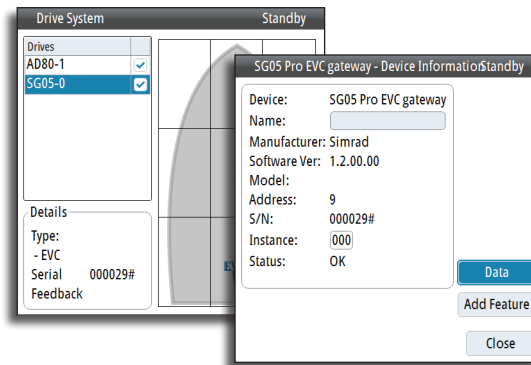 Drive System Standby
Drives
AD80-1
SG05-0
Details
Type:
- EVC
Serial 000029#
Feedback
SG05 Pro EVC gateway - Device Information Standby
Device: SG05 Pro EVC gateway
Name:
Manufacturer: Simrad
Software Ver: 1.2.00.00
Model:
Address: 9
S/N: 000029#
Instance: 000
Status: OK
Data
Add Feature
Close